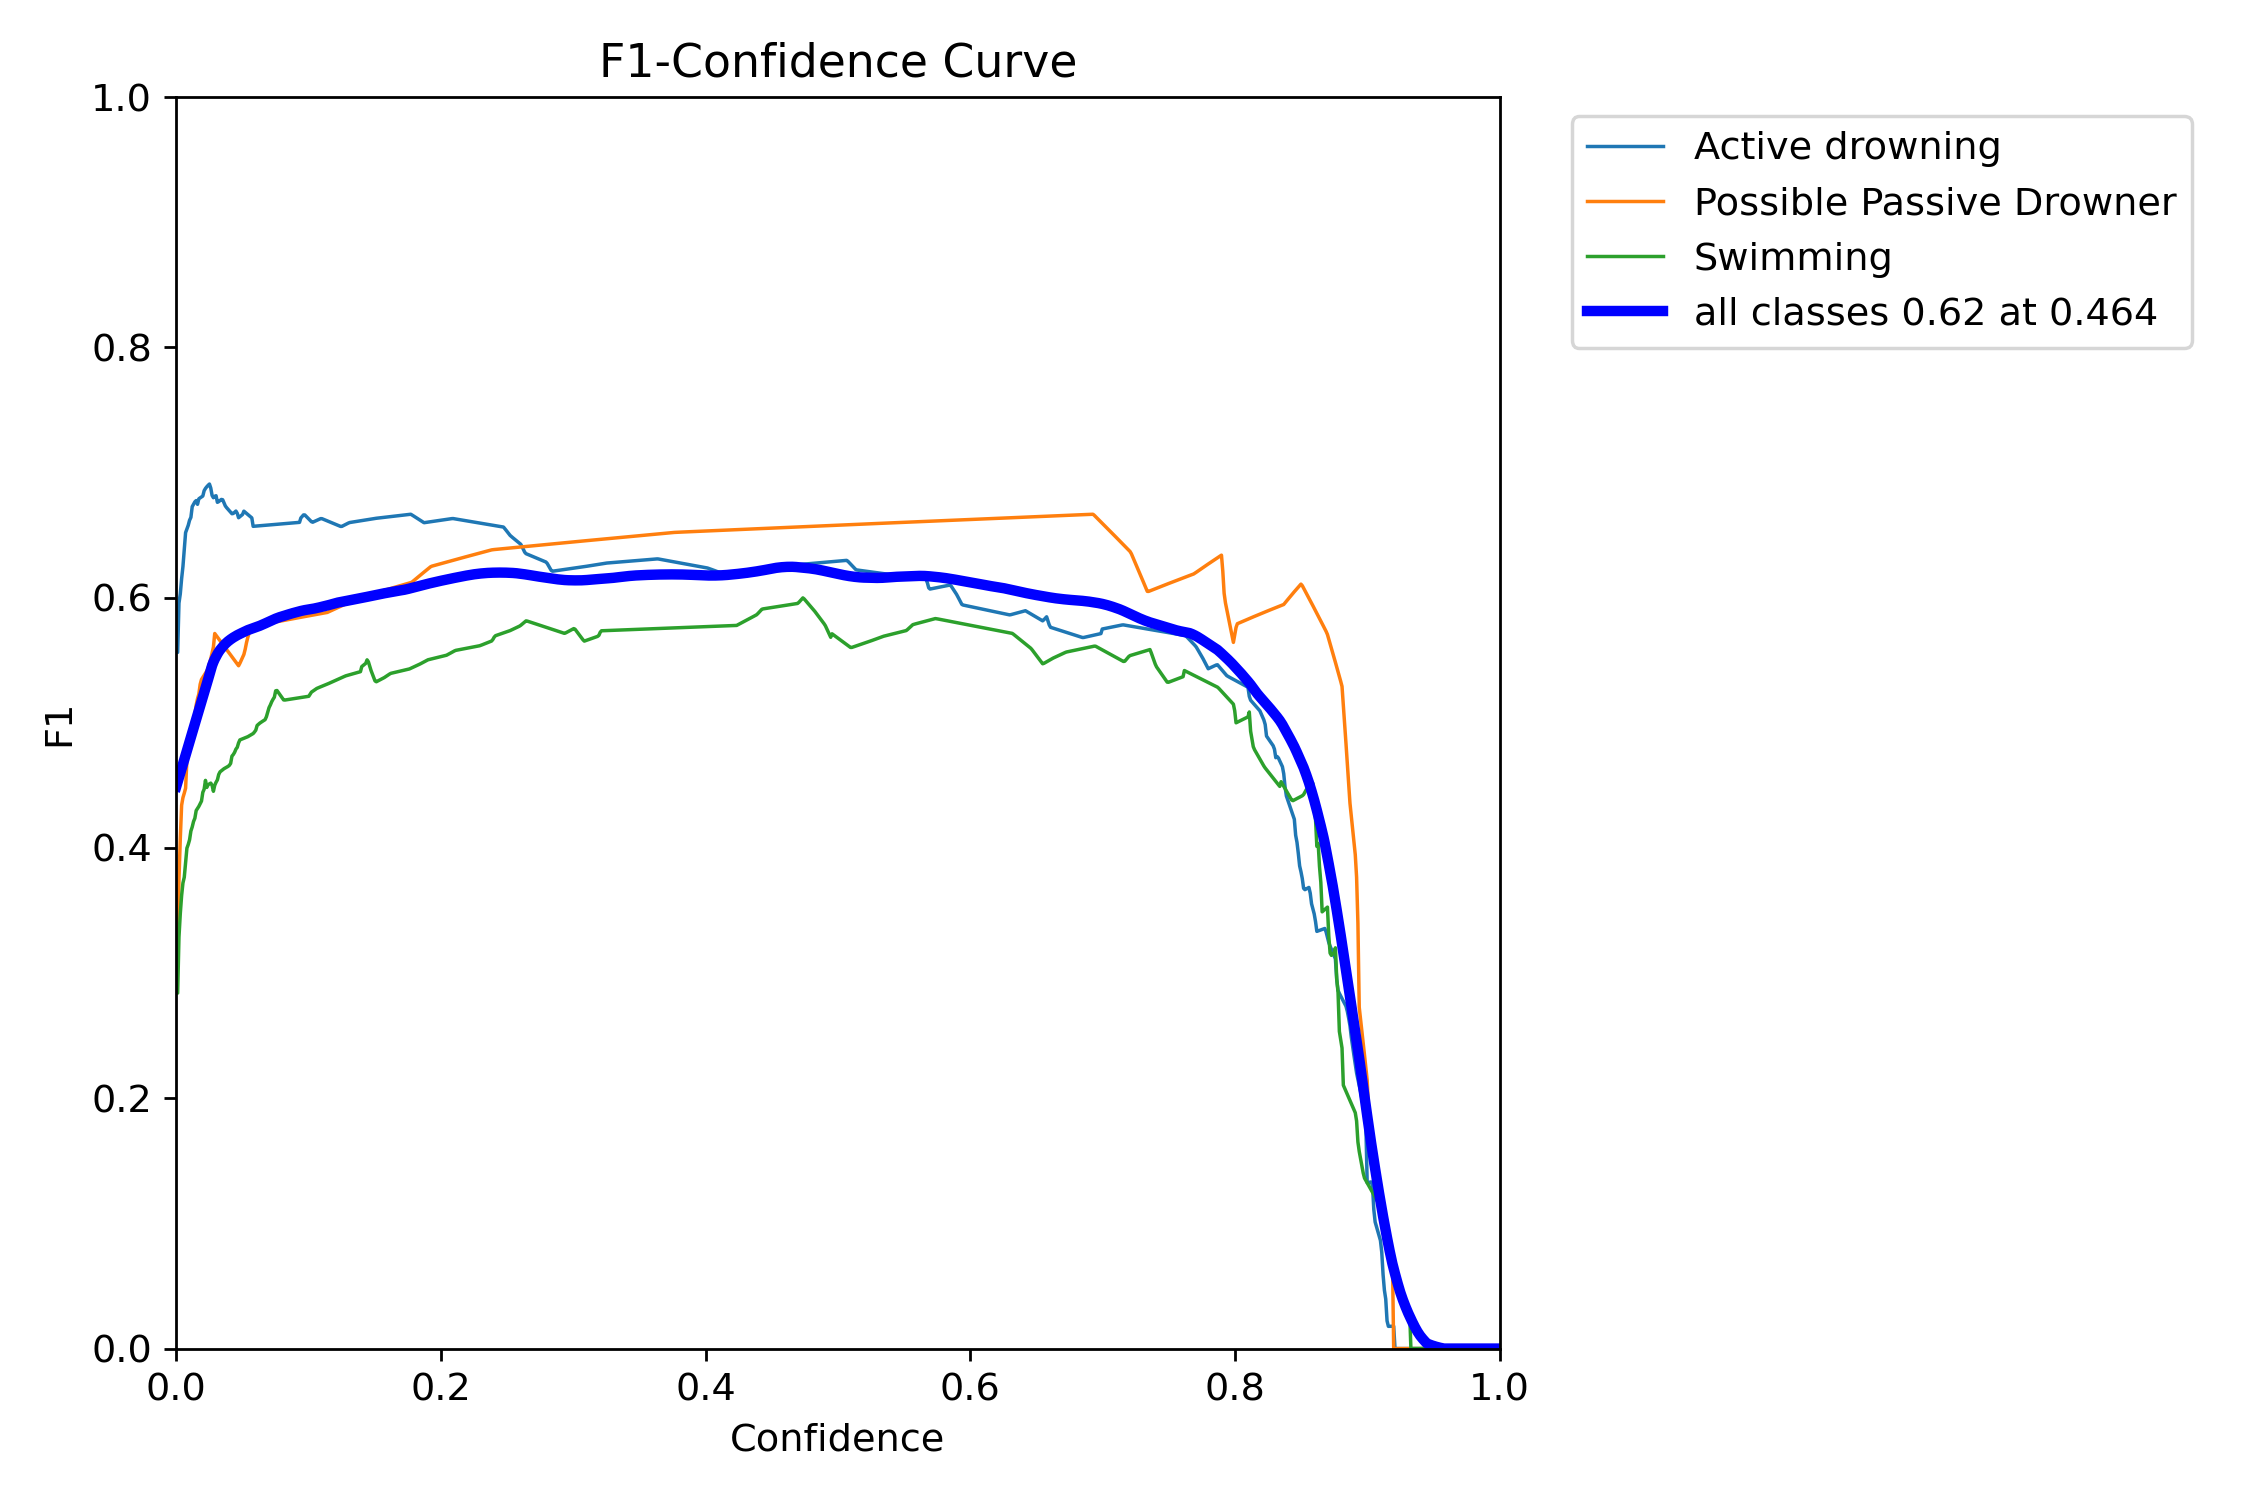 F1-Confidence Curve
1.0
0.8
0.6
0.4
0.2
0.0
F1
0.0 0.2 0.4 0.6 0.8 1.0
Confidence
Active drowning
Possible Passive Drowner
Swimming
all classes 0.62 at 0.464